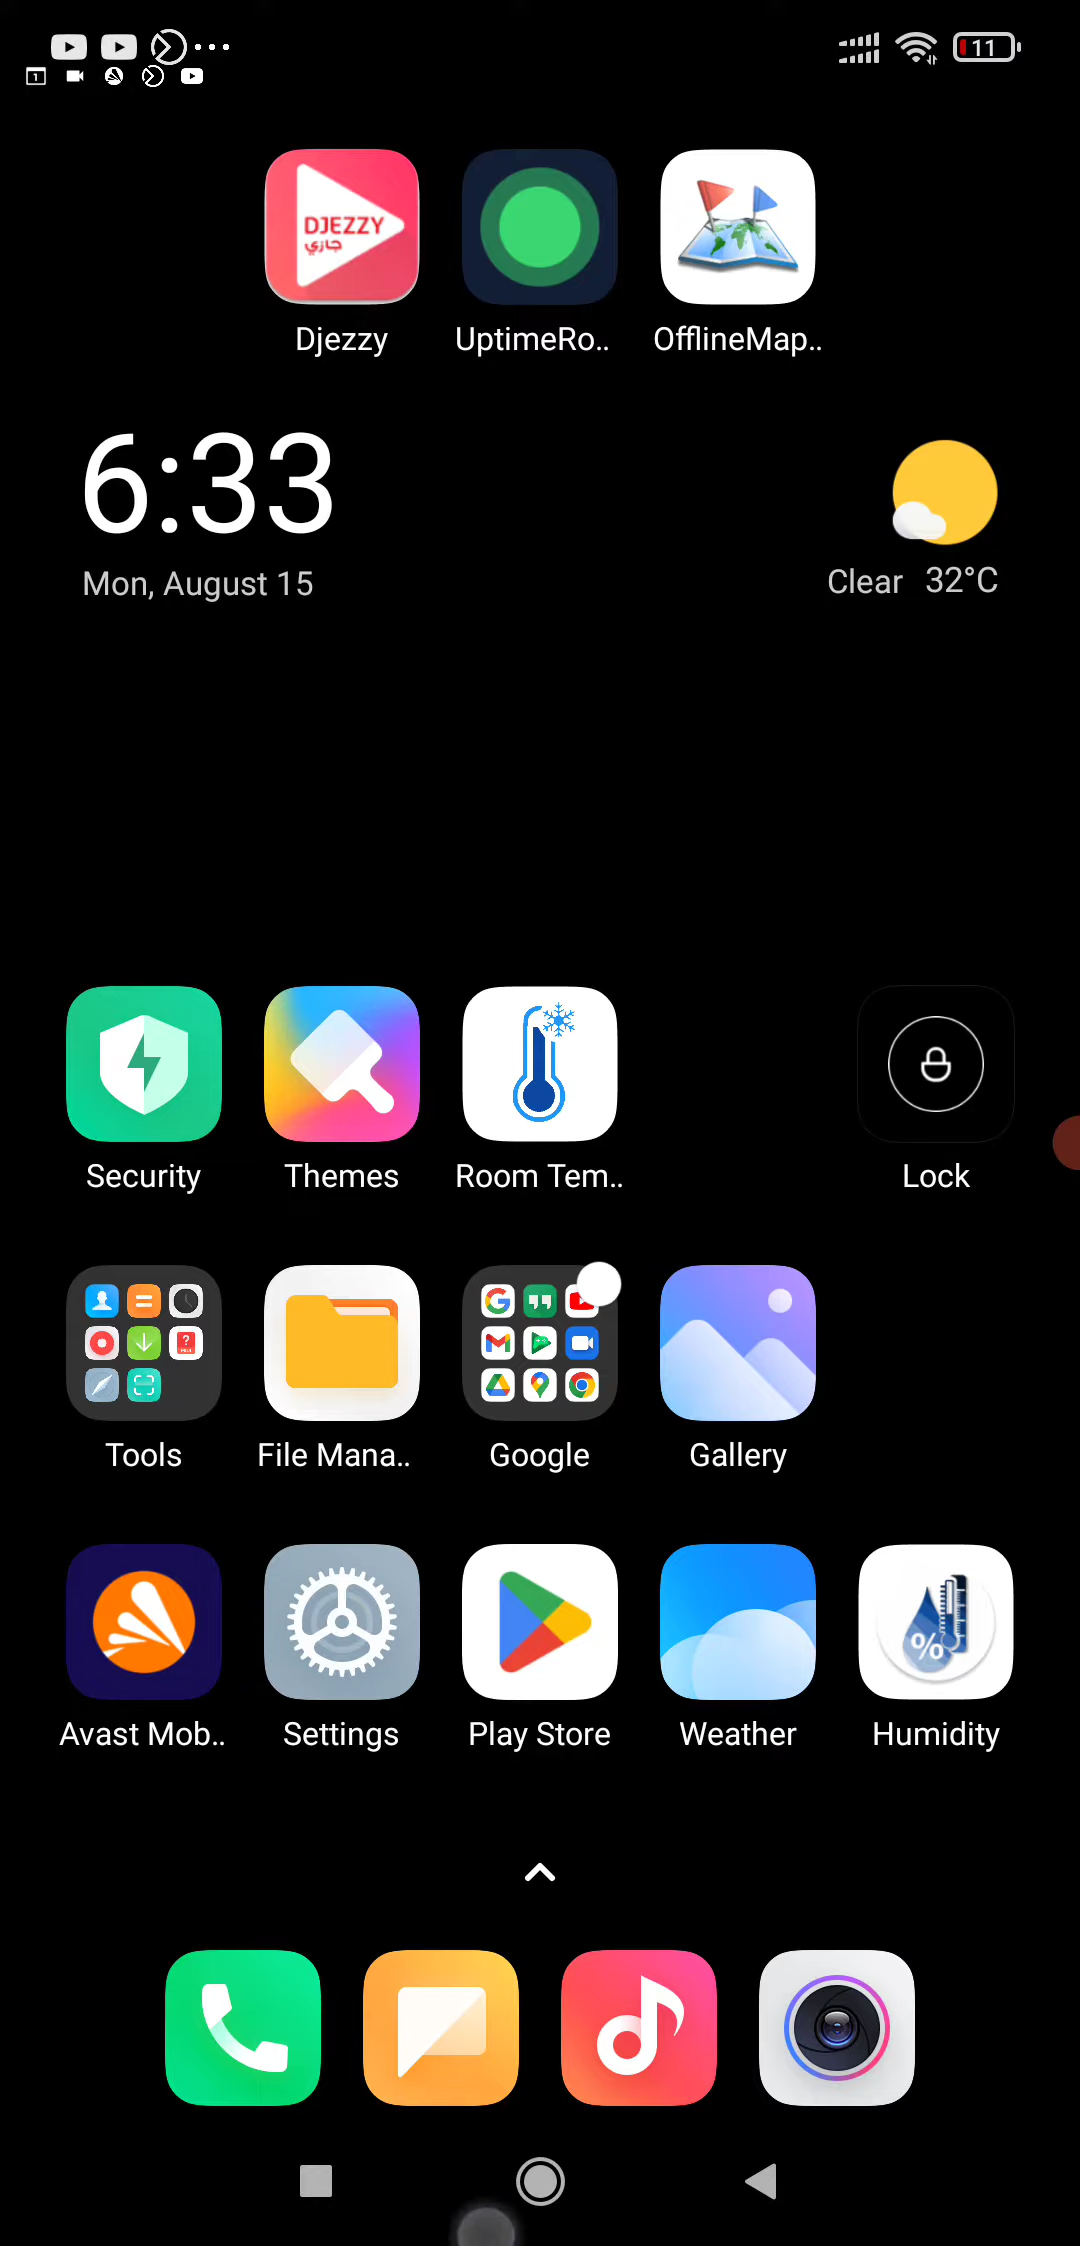 11
1
DJEZZY
جازي
Djezzy
UptimeRo..
OfflineMap..
6:33
Mon, August 15
Clear 32°C
Security
Themes
Room Tem..
Lock
Tools
File Mana..
Google
Gallery
%
Avast Mob..
Settings
Play Store
Weather
Humidity